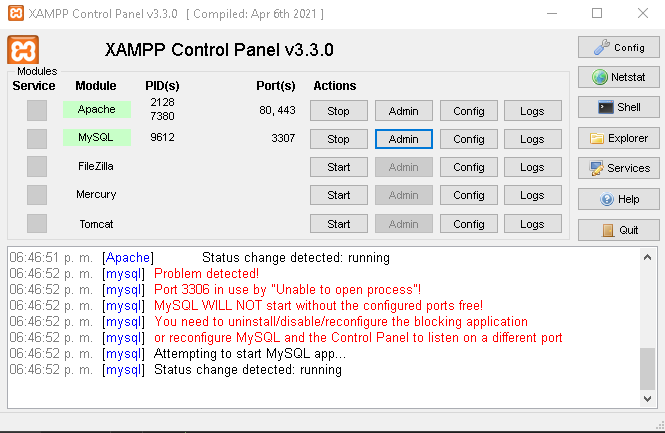 XAMPP Control Panel v3.3.0 [ Compiled: Apr 6th 2021 ]
XAMPP Control Panel v3.3.0
Config
Modules
Service Module PID(s) Port(s) Actions
Netstat
Apache 2128 7380 80, 443 Stop Admin Config Logs
Shell
MySQL 9612 3307 Stop Admin Config Logs
Explorer
FileZilla Start Admin Config Logs
Services
Mercury Start Admin Config Logs
Help
Tomcat Start Admin Config Logs
Quit
06:46:51 p. m. [Apache] Status change detected: running
06:46:52 p. m. [mysql] Problem detected!
06:46:52 p. m. [mysql] Port 3306 in use by "Unable to open process"!
06:46:52 p. m. [mysql] MySQL WILL NOT start without the configured ports free!
06:46:52 p. m. [mysql] You need to uninstall/disable/reconfigure the blocking application
06:46:52 p. m. [mysql] or reconfigure MySQL and the Control Panel to listen on a different port
06:46:52 p. m. [mysql] Attempting to start MySQL app...
06:46:52 p. m. [mysql] Status change detected: running